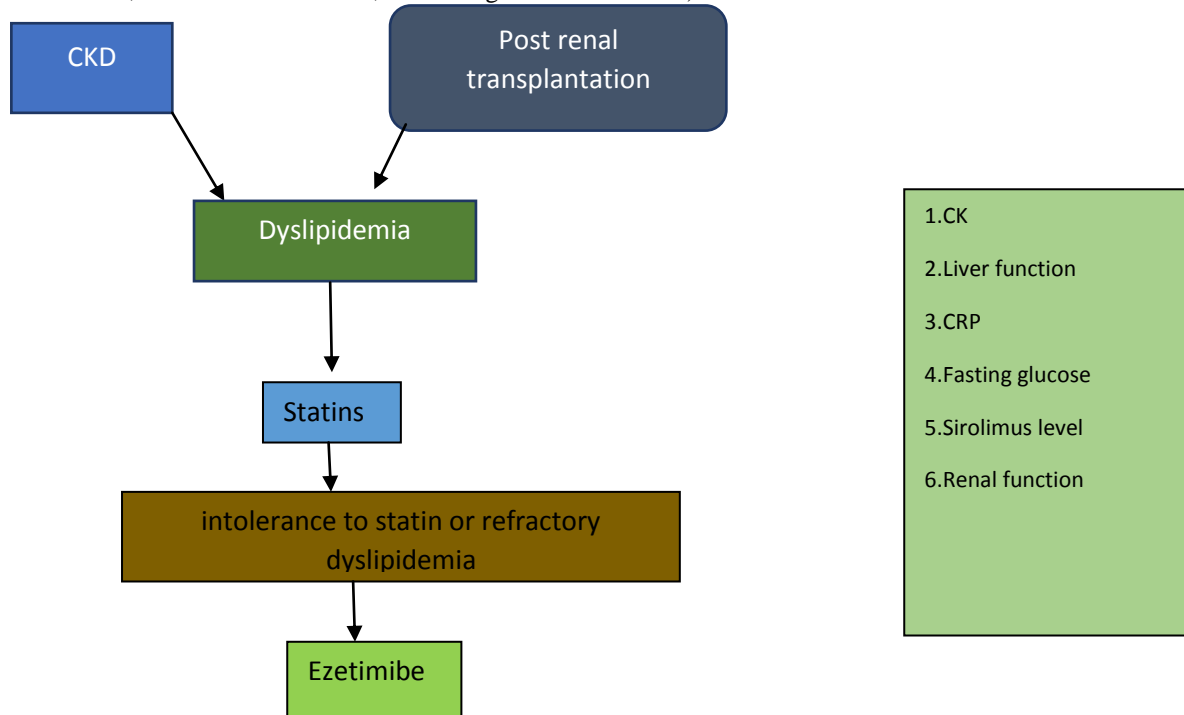 CKD
Post renal
transplantation
Dyslipidemia
Statins
intolerance to statin or refractory
dyslipidemia
Ezetimibe
1.CK
2.Liver function
3.CRP
4.Fasting glucose
5.Sirolimus level
6.Renal function